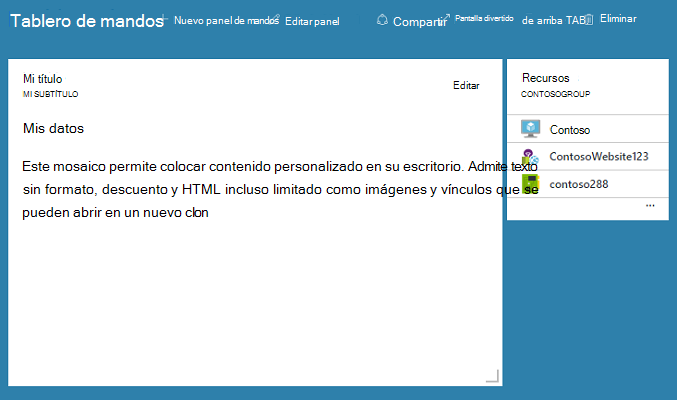 Tablero de mandos
Nuevo panel de mandos
Editar panel
Compartir
Pantalla divertido
de arriba TAB
Eliminar
Mi título
MI SUBTÍTULO
Editar
Mis datos
Este mosaico permite colocar contenido personalizado en su escritorio. Admite texto
sin formato, descuento y HTML incluso limitado como imágenes y vínculos que se
pueden abrir en un nuevo clon
Recursos
CONTOSOGROUP
Contoso
ContosoWebsite123
contoso288
...